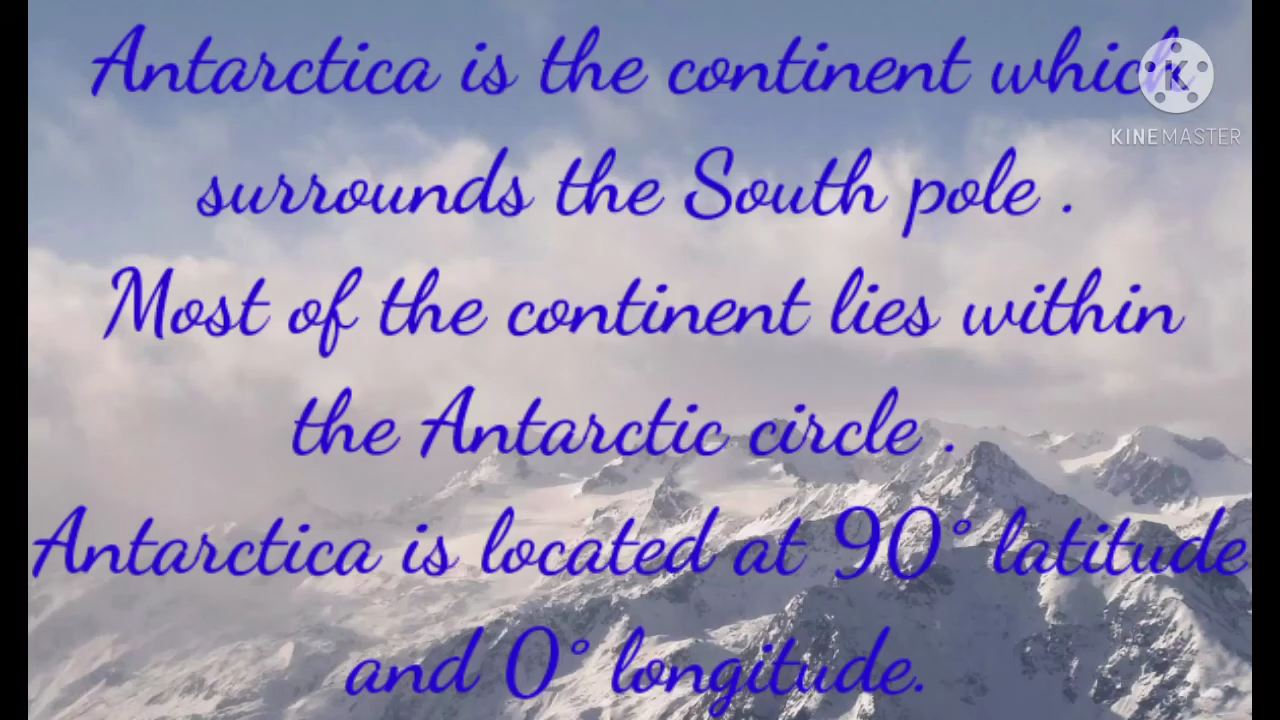 Antarctica is the continent which
K
KINEMASTER
surrounds the South pole .
Most of the continent lies within
the Antarctic circle .
Antarctica is located at 90° latitude
and 0° longitude.